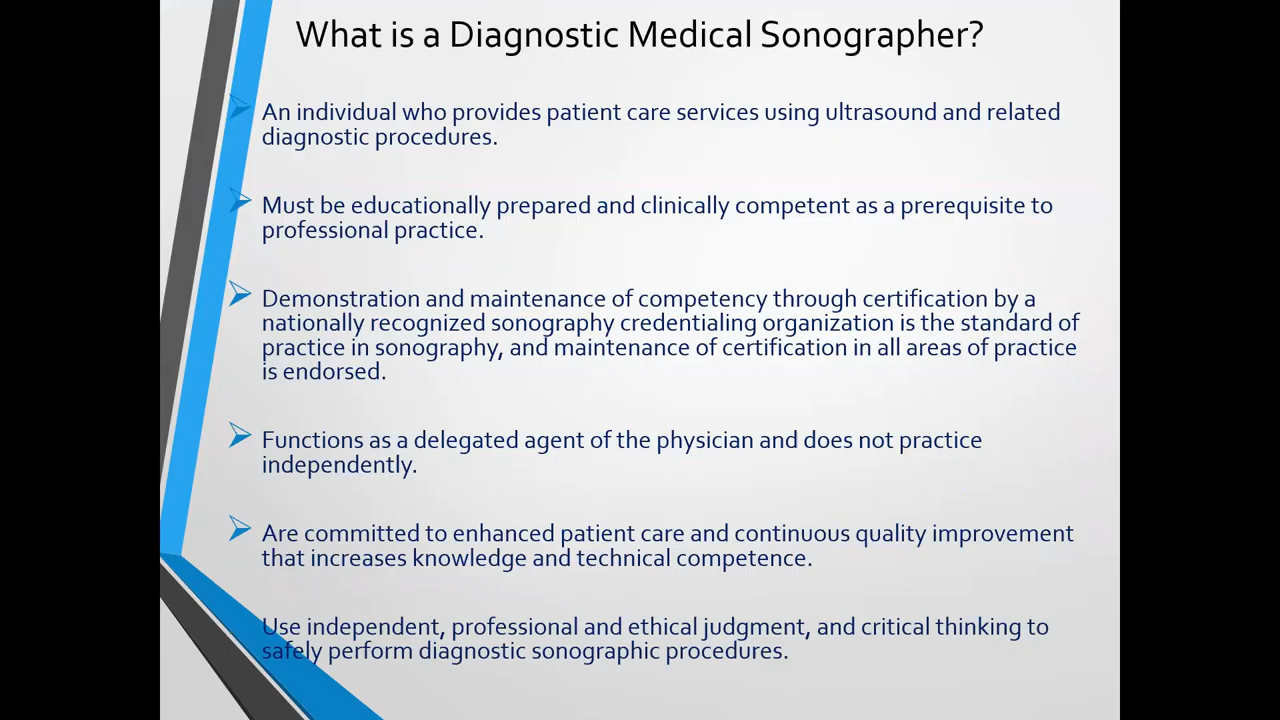 What is a Diagnostic Medical Sonographer?
An individual who provides patient care services using ultrasound and related
diagnostic procedures.
Must be educationally prepared and clinically competent as a prerequisite to
professional practice.
Demonstration and maintenance of competency through certification by a
nationally recognized sonography credentialing organization is the standard of
practice in sonography, and maintenance of certification in all areas of practice
is endorsed.
Functions as a delegated agent of the physician and does not practice
independently.
Are committed to enhanced patient care and continuous quality improvement
that increases knowledge and technical competence.
Use independent, professional and ethical judgment, and critical thinking to
safely perform diagnostic sonographic procedures.